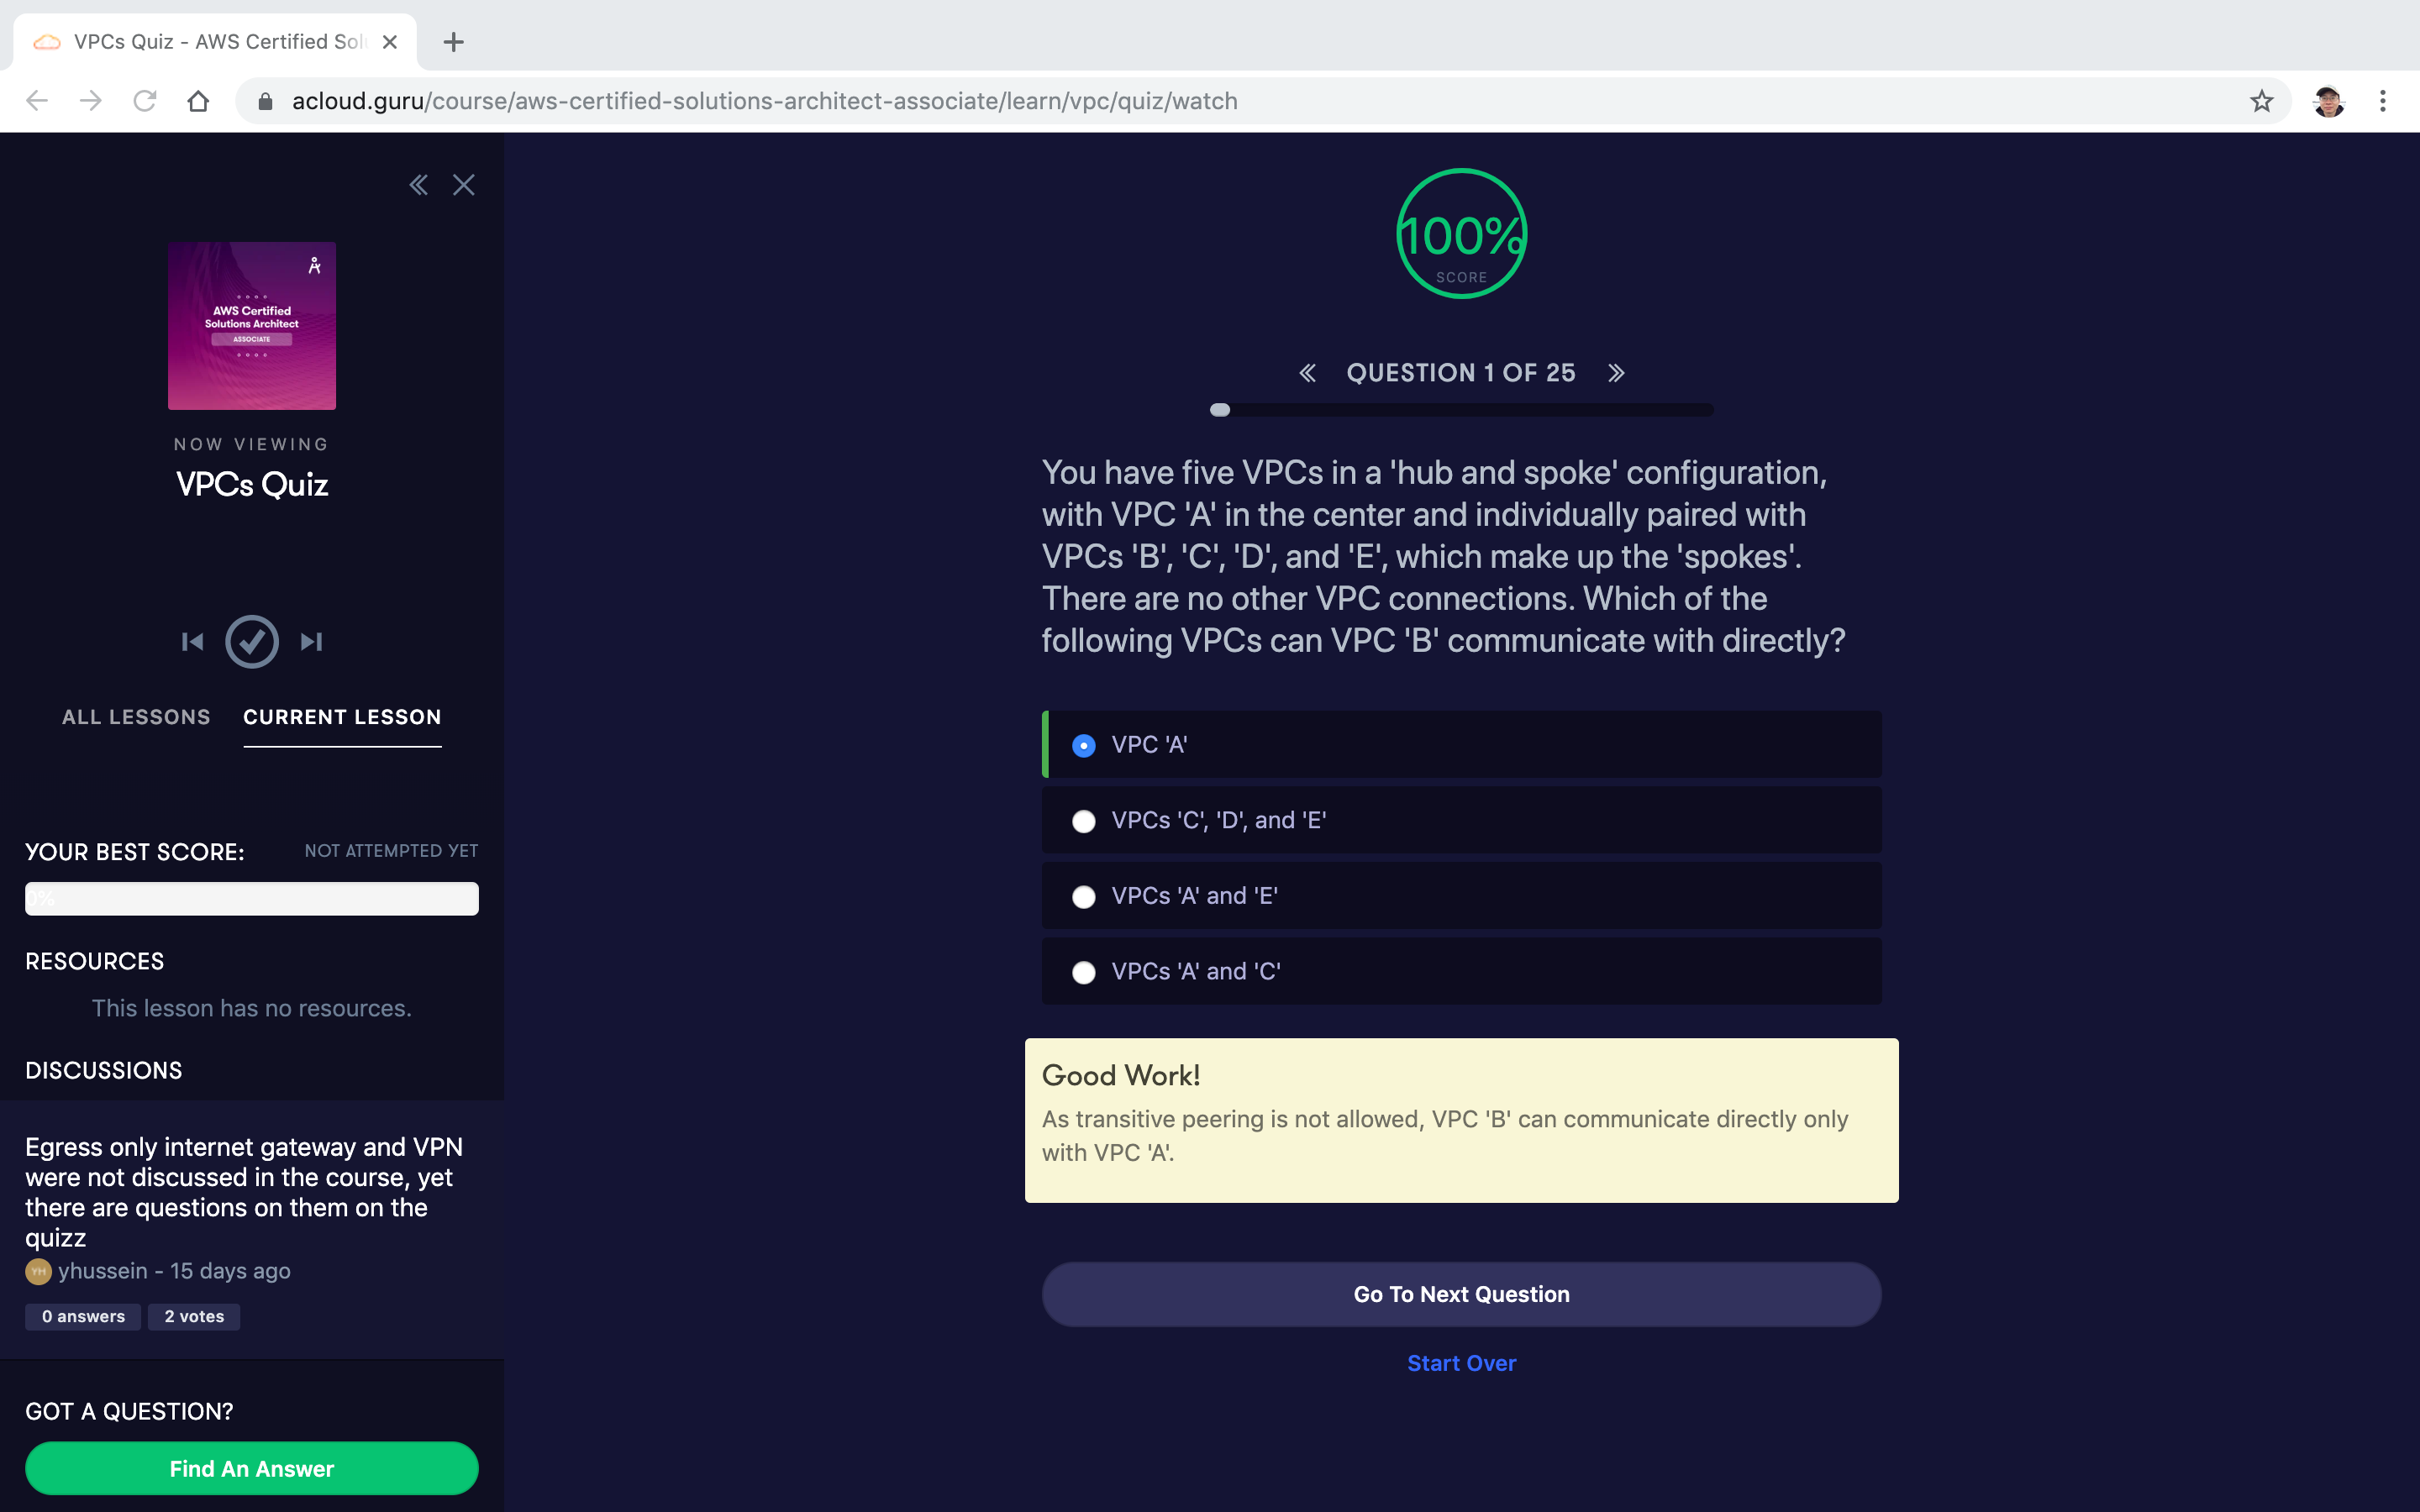 VPCs Quiz - AWS Certified Sol
acloud.guru/course/aws-certified-solutions-architect-associate/learn/vpc/quiz/watch
AWS Certified
Solutions Architect
ASSOCIATE
NOW VIEWING
VPCs Quiz
ALL LESSONS
CURRENT LESSON
YOUR BEST SCORE:
NOT ATTEMPTED YET
0%
RESOURCES
This lesson has no resources.
DISCUSSIONS
Egress only internet gateway and VPN
were not discussed in the course, yet
there are questions on them on the
quizz
YH
yhussein - 15 days ago
0 answers
2 votes
GOT A QUESTION?
Find An Answer
100%
SCORE
QUESTION 1 OF 25
You have five VPCs in a 'hub and spoke' configuration,
with VPC 'A' in the center and individually paired with
VPCs 'B', 'C', 'D', and 'E', which make up the 'spokes'.
There are no other VPC connections. Which of the
following VPCs can VPC 'B' communicate with directly?
VPC 'A'
VPCs 'C', 'D', and 'E'
VPCs 'A' and 'E'
VPCs 'A' and 'C'
Good Work!
As transitive peering is not allowed, VPC 'B' can communicate directly only
with VPC 'A'.
Go To Next Question
Start Over